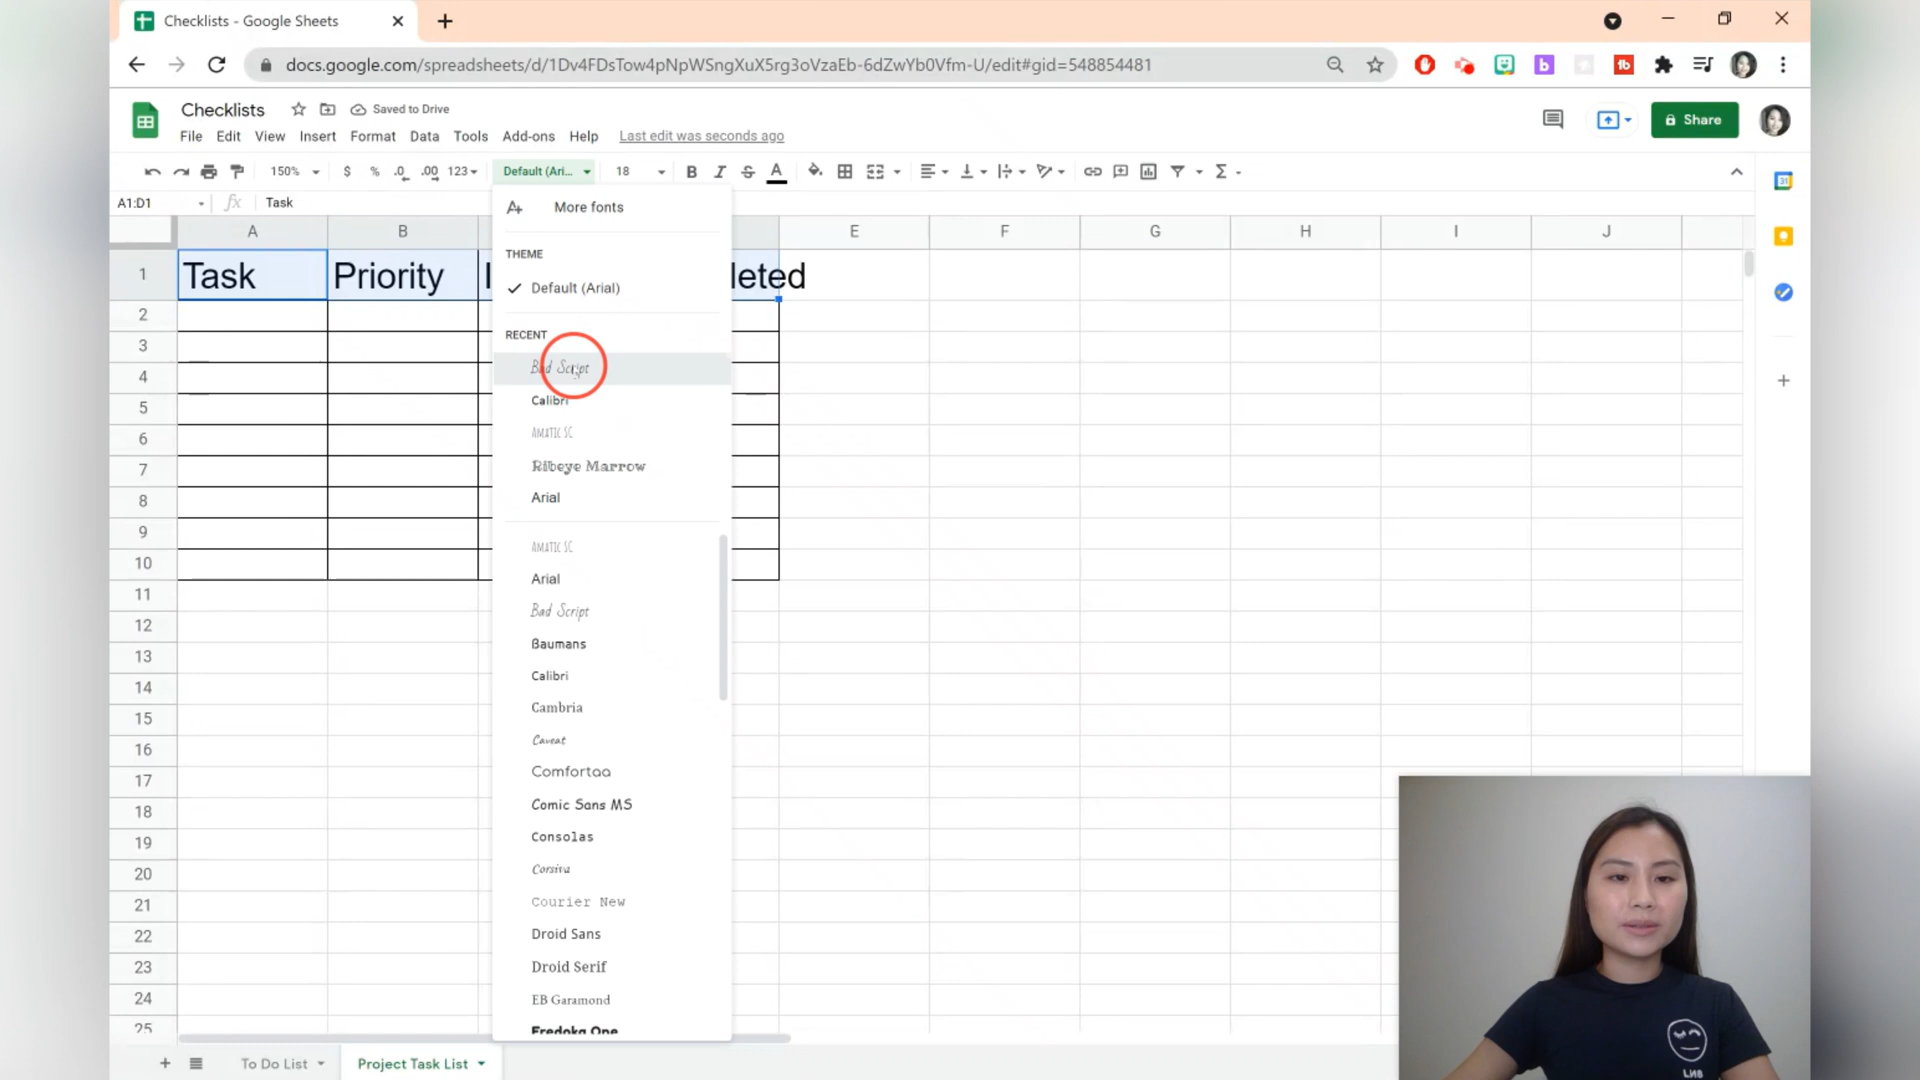 Checklists - Google Sheets
docs.google.com/spreadsheets/d/1Dv4FDsTow4pNpWSngXuX5rg3oVzaEb-6dZwYb0Vfm-U/edit#gid=548854481
Checklists Saved to Drive
File Edit View Insert Format Data Tools Add-ons Help Last edit was seconds ago
Share
150% $ % .0 .00 123 Default (Ari... 18 B I S A
A1:D1 fx Task
More fonts
THEME
Default (Arial)
RECENT
Bad Script
Calibri
Amatic SC
Ribeye Marrow
Arial
Amatic SC
Arial
Bad Script
Baumans
Calibri
Cambria
Caveat
Comfortaa
Comic Sans MS
Consolas
Corsiva
Courier New
Droid Sans
Droid Serif
EB Garamond
Fredoka One
A B E F G H I J
1 Task Priority leted
2
3
4
5
6
7
8
9
10
11
12
13
14
15
16
17
18
19
20
21
22
23
24
25
To Do List Project Task List
31
b
tb
LNB